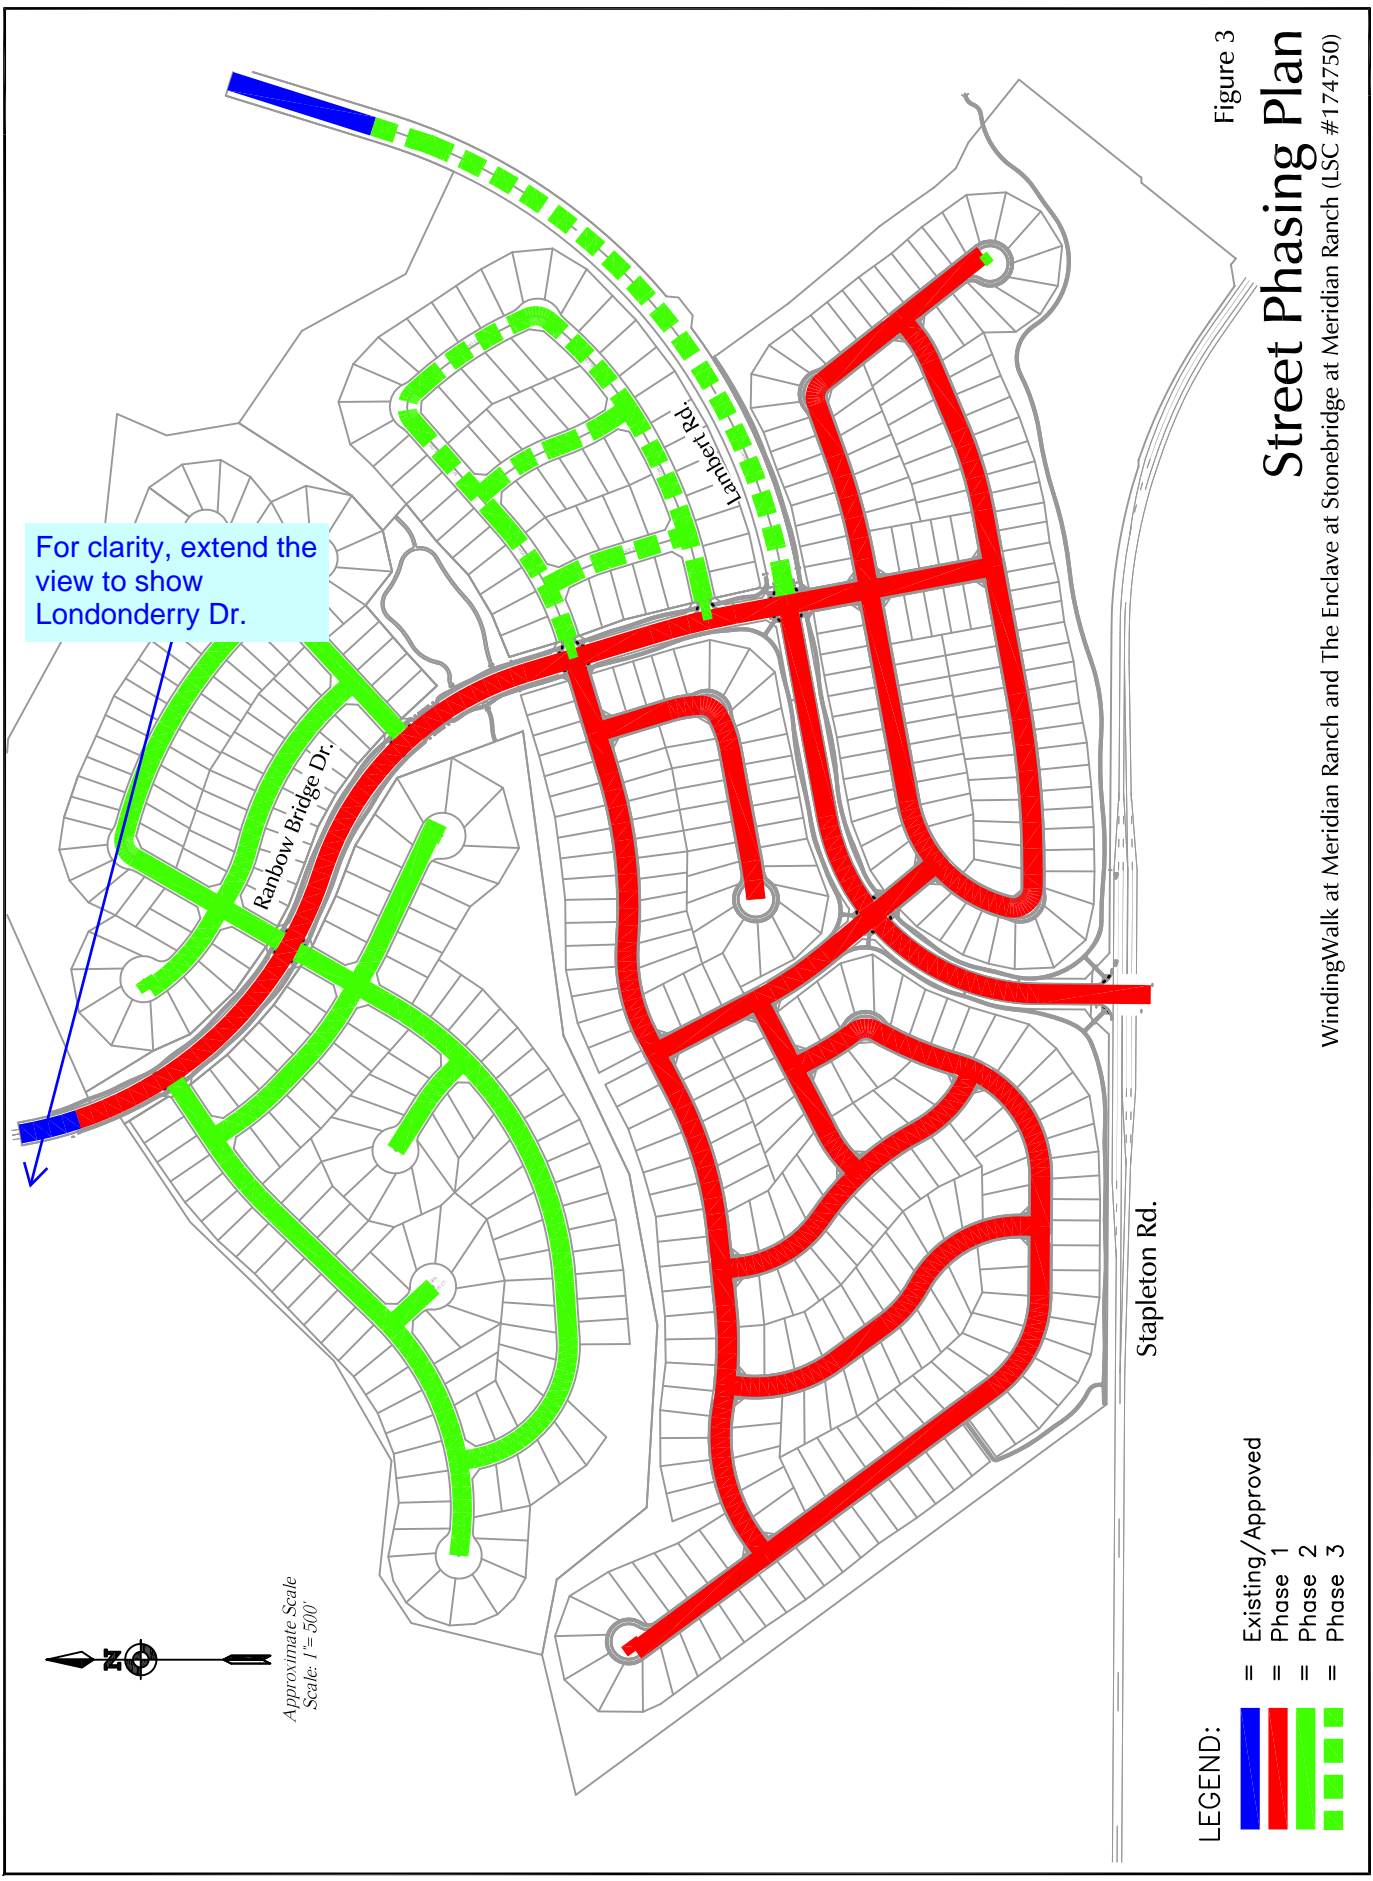 Figure 3
Street Phasing Plan
WindingWalk at Meridian Ranch and The Enclave at Stonebridge at Meridian Ranch (LSC #174750)
For clarity, extend the
view to show
Londonderry Dr.
Lambert Rd.
Ranbow Bridge Dr.
Stapleton Rd.
N
Approximate Scale
Scale: 1"= 500'
LEGEND:
= Existing/Approved
= Phase 1
= Phase 2
= Phase 3